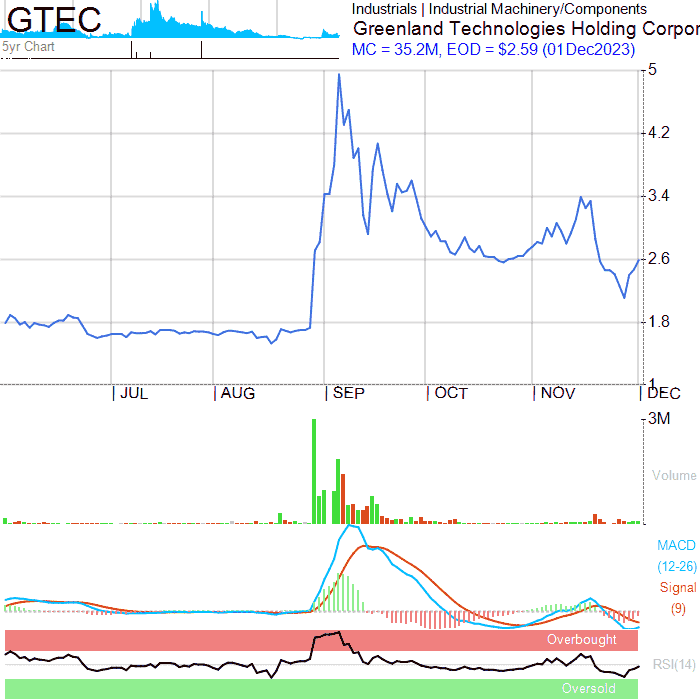 GTEC
5yr Chart
Industrials | Industrial Machinery/Components
Greenland Technologies Holding Corpor
MC = 35.2M, EOD = $2.59 (01Dec2023)
5
4.2
3.4
2.6
1.8
1
JUL AUG SEP OCT NOV DEC
3M
Volume
MACD
(12-26)
Signal
(9)
Overbought
RSI(14)
Oversold